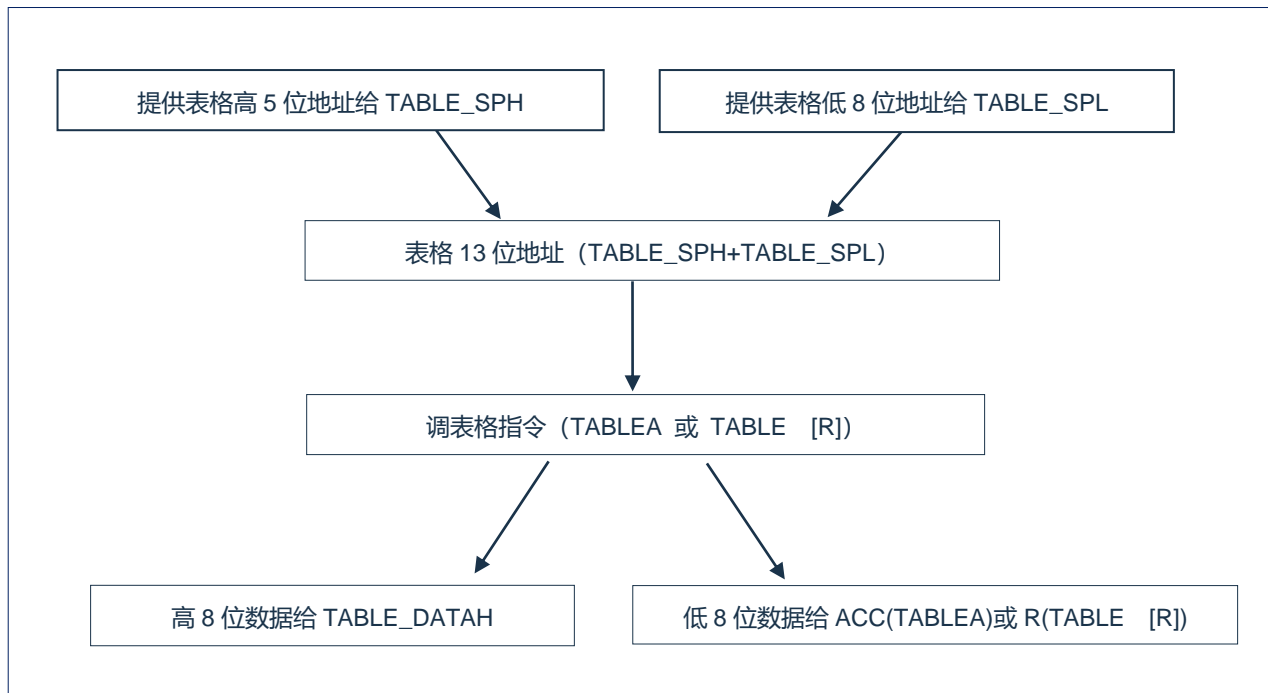 提供表格高 5 位地址给 TABLE_SPH
提供表格低 8 位地址给 TABLE_SPL
表格 13 位地址（TABLE_SPH+TABLE_SPL）
调表格指令（TABLEA 或 TABLE [R]）
高 8 位数据给 TABLE_DATAH
低 8 位数据给 ACC(TABLEA)或 R(TABLE [R])